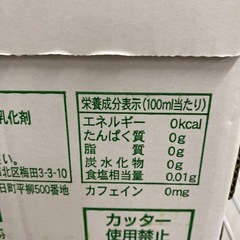 乳化剤
さい。
北区梅田3-3-10
日町平柳500番地
栄養成分表示(100ml当たり)
エネルギー 0kcal
たんぱく質 0g
脂質 0g
炭水化物 0g
食塩相当量 0.01g
カフェイン 0mg
カッター
使用禁止